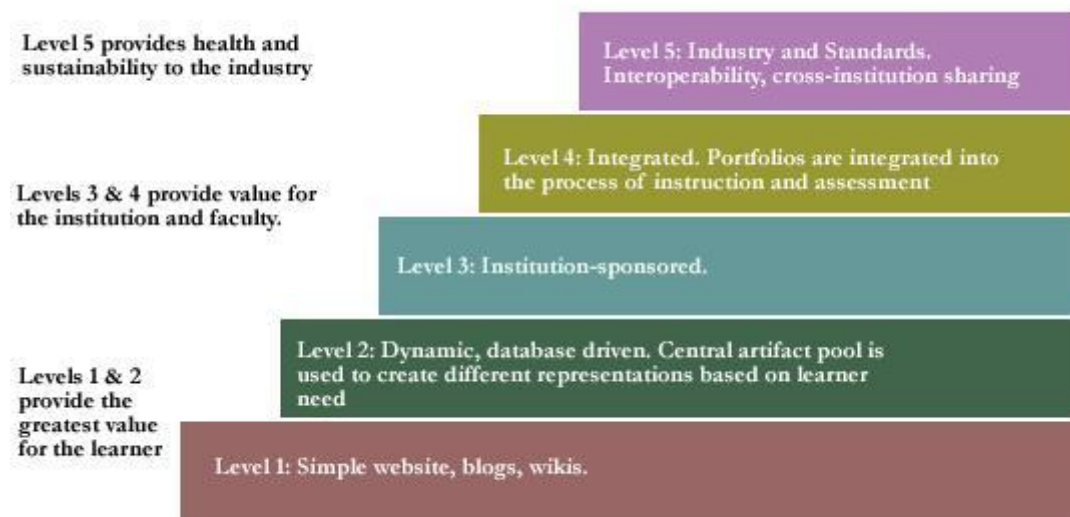 Level 5 provides health and
sustainability to the industry
Level 5: Industry and Standards.
Interoperability, cross-institution sharing
Level 4: Integrated. Portfolios are integrated into
the process of instruction and assessment
Levels 3 & 4 provide value for
the institution and faculty.
Level 3: Institution-sponsored.
Level 2: Dynamic, database driven. Central artifact pool is
used to create different representations based on learner
need
Levels 1 & 2
provide the
greatest value
for the learner
Level 1: Simple website, blogs, wikis.